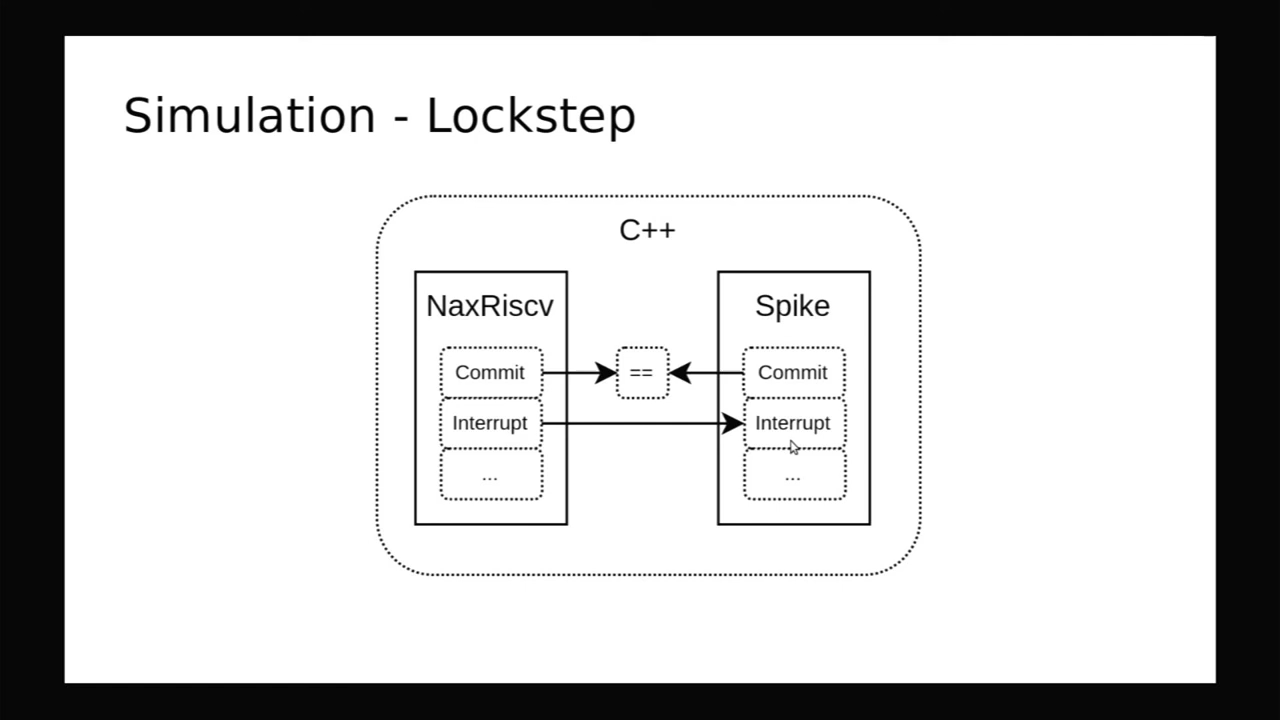 Simulation - Lockstep
C++
NaxRiscv
Spike
Commit
==
Commit
Interrupt
Interrupt
...
...